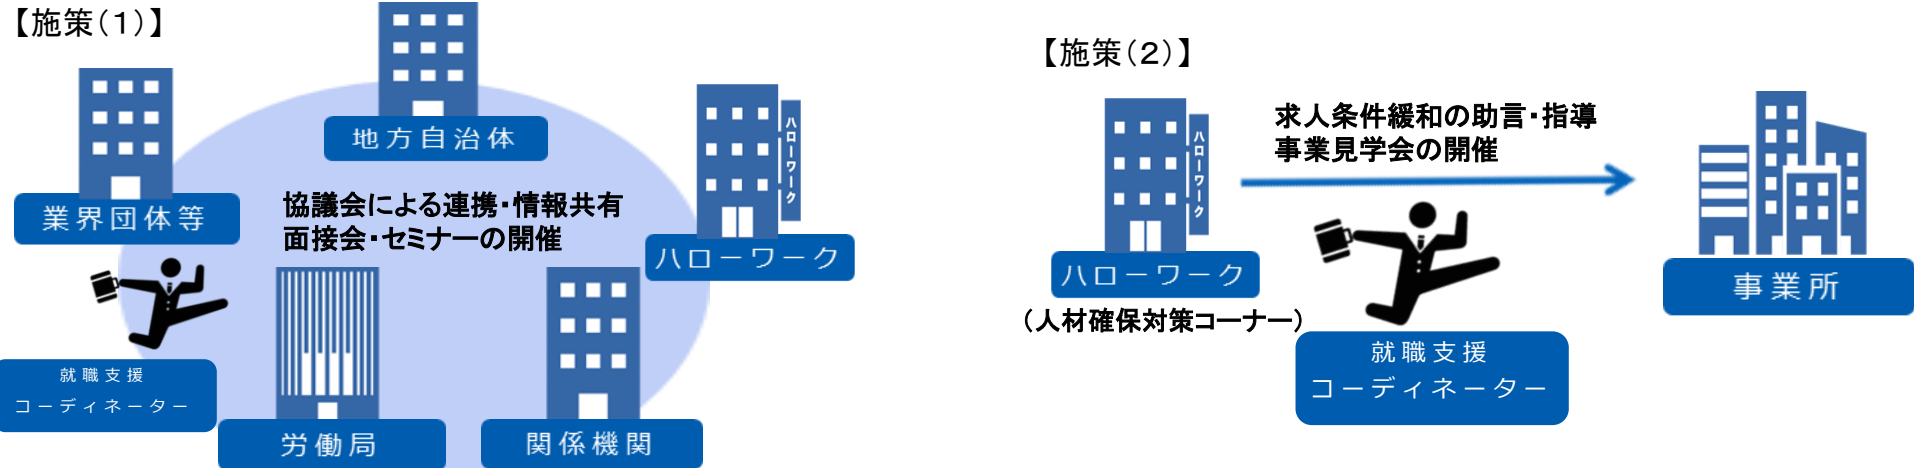 【施策（１）】
地方自治体
業界団体等
ハローワーク
ハローワーク
協議会による連携・情報共有
面接会・セミナーの開催
就職支援
コーディネーター
労働局
関係機関
【施策（２）】
ハローワーク
ハローワーク
（人材確保対策コーナー）
求人条件緩和の助言・指導
事業見学会の開催
就職支援
コーディネーター
事業所